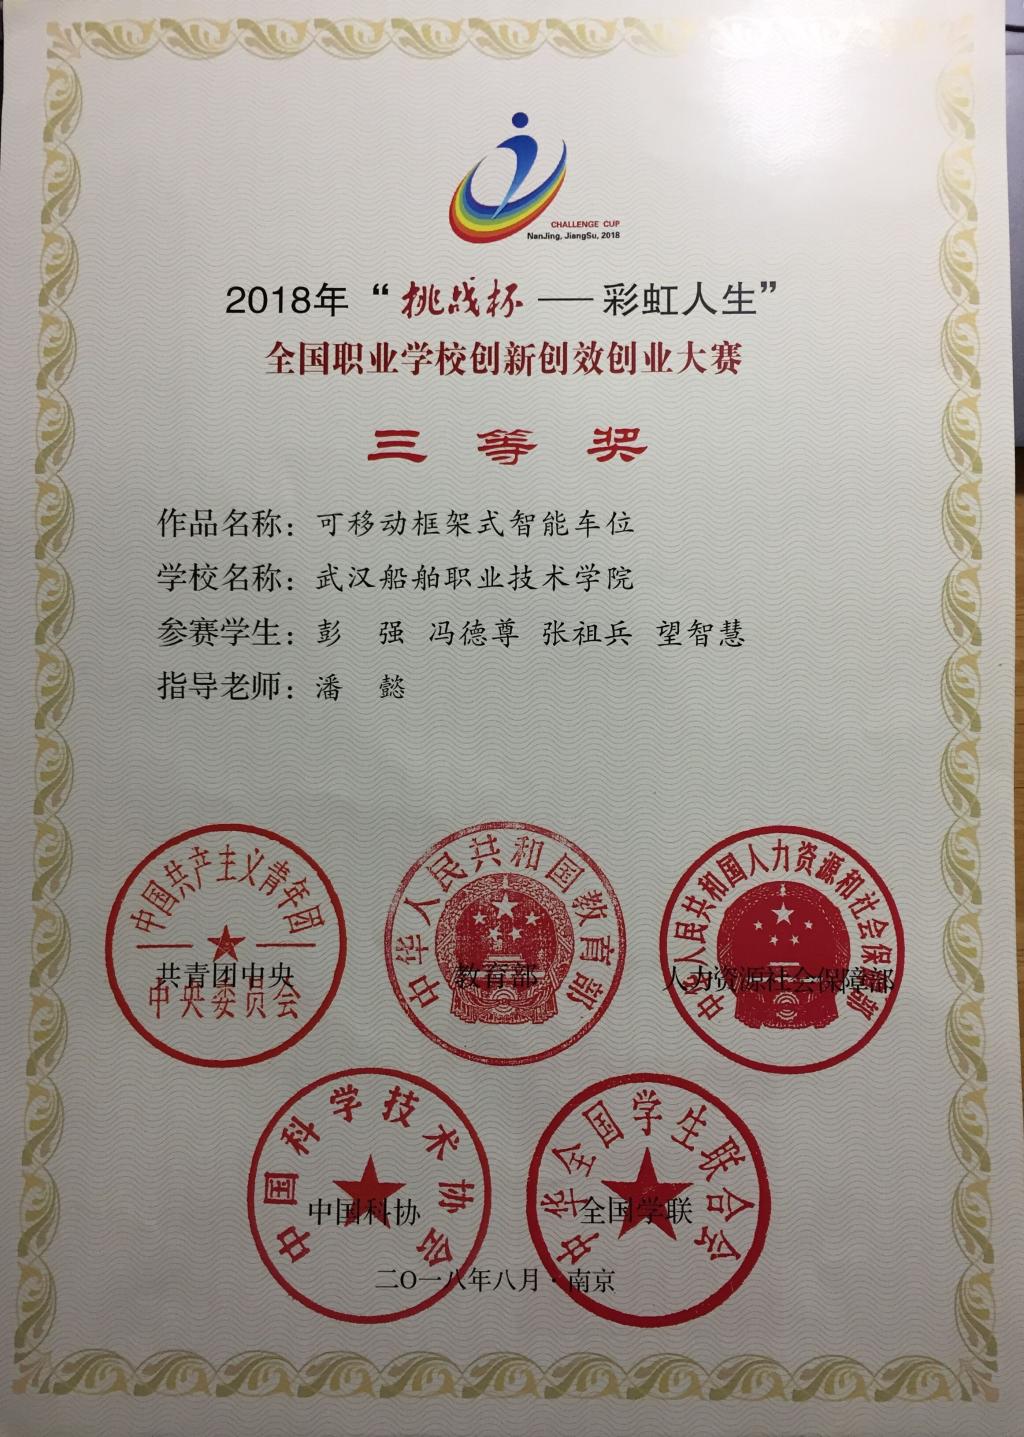 CHALLENGE CUP
NanJing, JiangSu, 2018
2018年“挑战杯——彩虹人生”
全国职业学校创新创效创业大赛
三等奖
作品名称：可移动框架式智能车位
学校名称：武汉船舶职业技术学院
参赛学生：彭　强 冯德尊 张祖兵 望智慧
指导老师：潘　懿
中国共产主义青年团
中央委员会
共青团中央
中华人民共和国教育部
教育部
中华人民共和国人力资源和社会保障部
人力资源社会保障部
中国科学技术协会
中国科协
中华全国学生联合会
全国学联
二〇一八年八月·南京